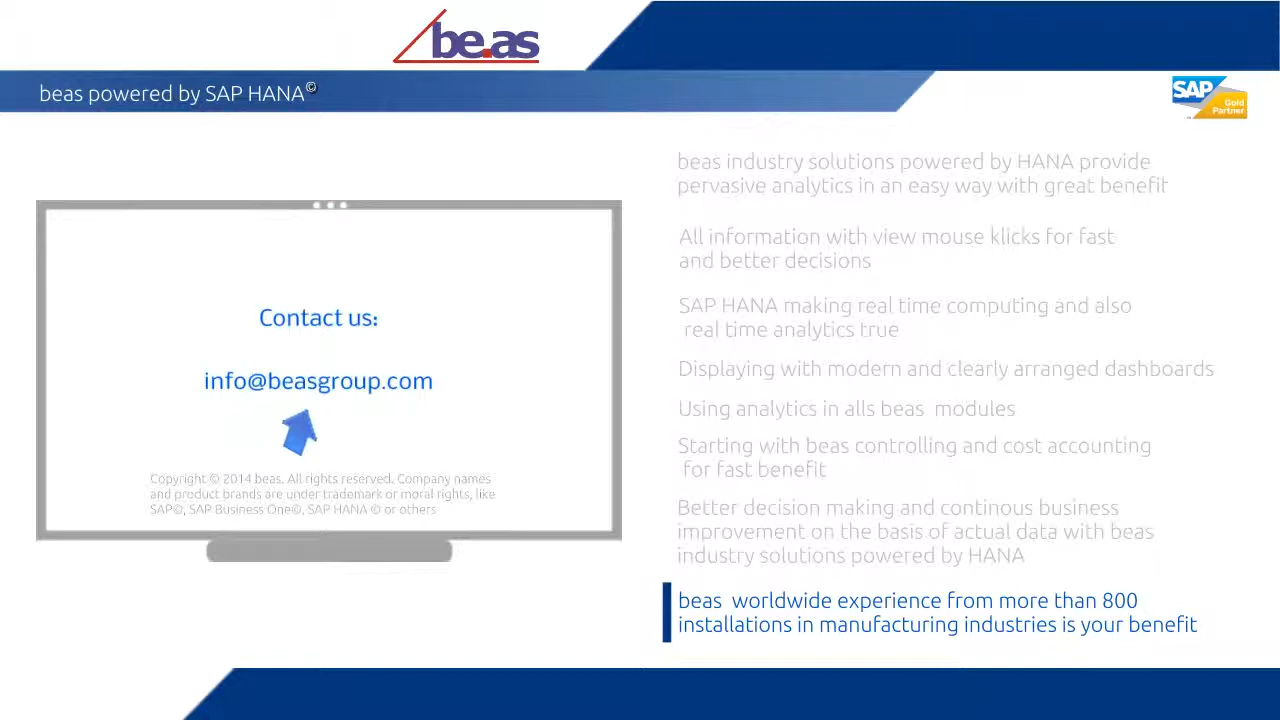 be.as
beas powered by SAP HANA©
SAP
Gold
Partner
Contact us:
info@beasgroup.com
Copyright © 2014 beas. All rights reserved. Company names
and product brands are under trademark or moral rights, like
SAP©, SAP Business One©, SAP HANA © or others
beas industry solutions powered by HANA provide
pervasive analytics in an easy way with great benefit
All information with view mouse klicks for fast
and better decisions
SAP HANA making real time computing and also
real time analytics true
Displaying with modern and clearly arranged dashboards
Using analytics in alls beas modules
Starting with beas controlling and cost accounting
for fast benefit
Better decision making and continous business
improvement on the basis of actual data with beas
industry solutions powered by HANA
beas worldwide experience from more than 800
installations in manufacturing industries is your benefit